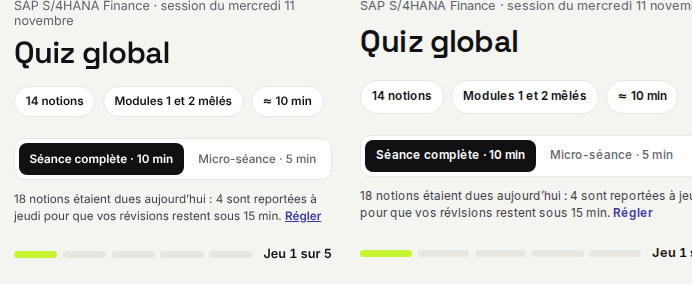 SAP S/4HANA Finance · session du mercredi 11
novembre
Quiz global
14 notions
Modules 1 et 2 mêlés
≈ 10 min
Séance complète · 10 min
Micro-séance · 5 min
18 notions étaient dues aujourd'hui : 4 sont reportées à
jeudi pour que vos révisions restent sous 15 min. Régler
Jeu 1 sur 5
SAP S/4HANA Finance · session du mercredi 11
Quiz global
14 notions
Modules 1 et 2 mêlés
≈ 10 min
Séance complète · 10 min
Micro-séance · 5 min
18 notions étaient dues aujourd'hui : 4 sont reportées à
pour que vos révisions restent sous 15 min. Régler
Jeu 1